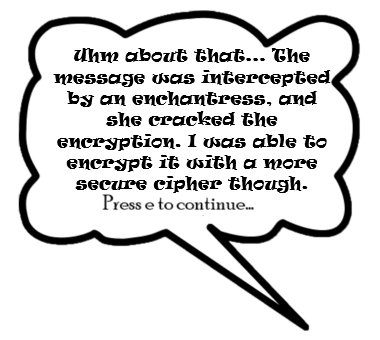 Uhm about that... The
message was intercepted
by an enchantress, and
she cracked the
encryption. I was able to
encrypt it with a more
secure cipher though.
Press e to continue...